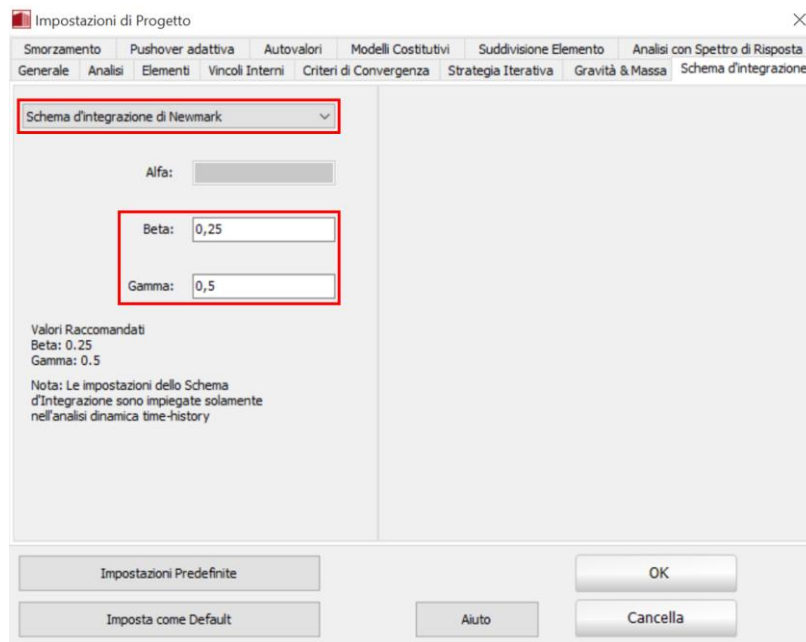 Impostazioni di Progetto
Smorzamento Pushover adattiva Autovalori Modelli Costitutivi Suddivisione Elemento Analisi con Spettro di Risposta
Generale Analisi Elementi Vincoli Interni Criteri di Convergenza Strategia Iterativa Gravità & Massa Schema d'integrazione
Schema d'integrazione di Newmark
Alfa:
Beta: 0,25
Gamma: 0,5
Valori Raccomandati
Beta: 0.25
Gamma: 0.5
Nota: Le impostazioni dello Schema
d'Integrazione sono impiegate solamente
nell'analisi dinamica time-history
Impostazioni Predefinite OK
Imposta come Default Aiuto Cancella